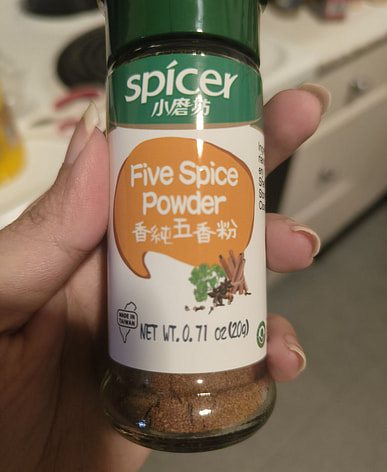 spicer
小磨坊
Five Spice
Powder
香純五香粉
MADE IN
TAIWAN
NET WT.0.71 oz(20g)